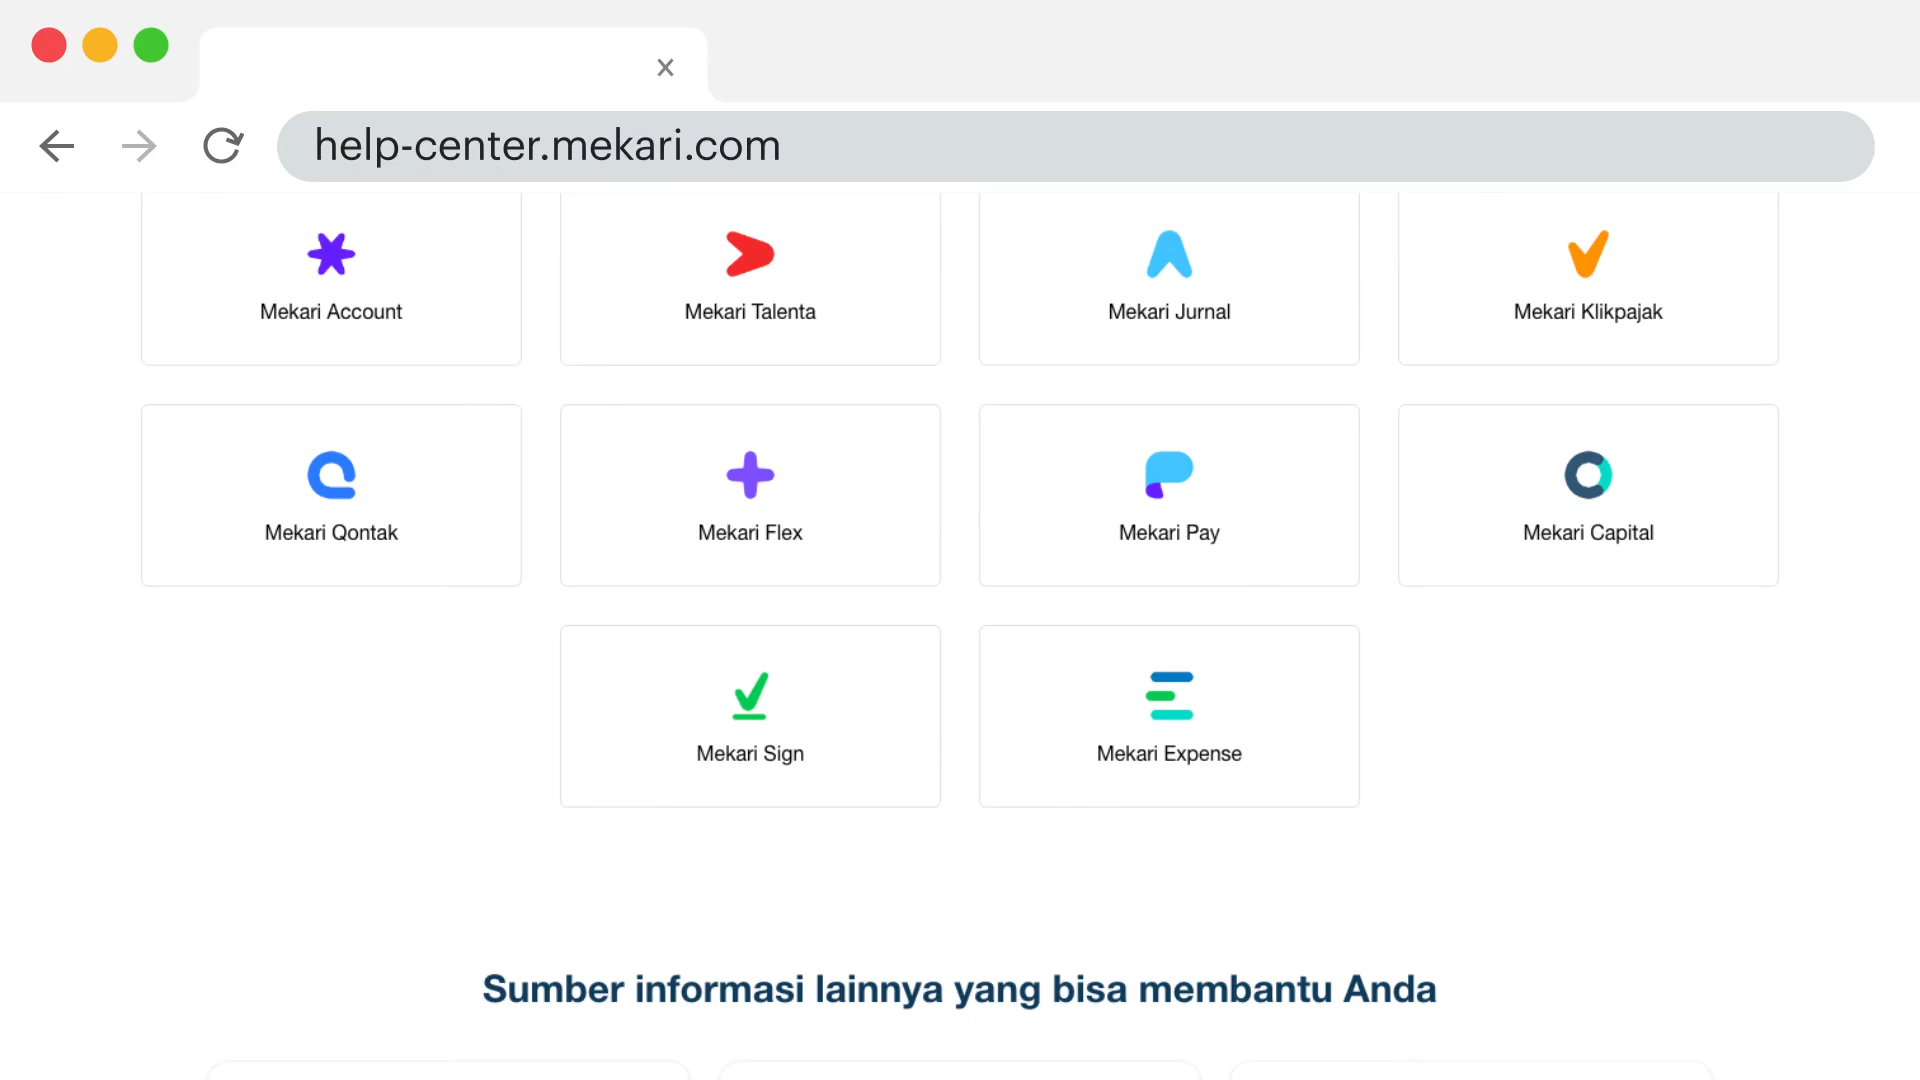 help-center.mekari.com
Mekari Account
Mekari Talenta
Mekari Jurnal
Mekari Klikpajak
Mekari Qontak
Mekari Flex
Mekari Pay
Mekari Capital
Mekari Sign
Mekari Expense
Sumber informasi lainnya yang bisa membantu Anda